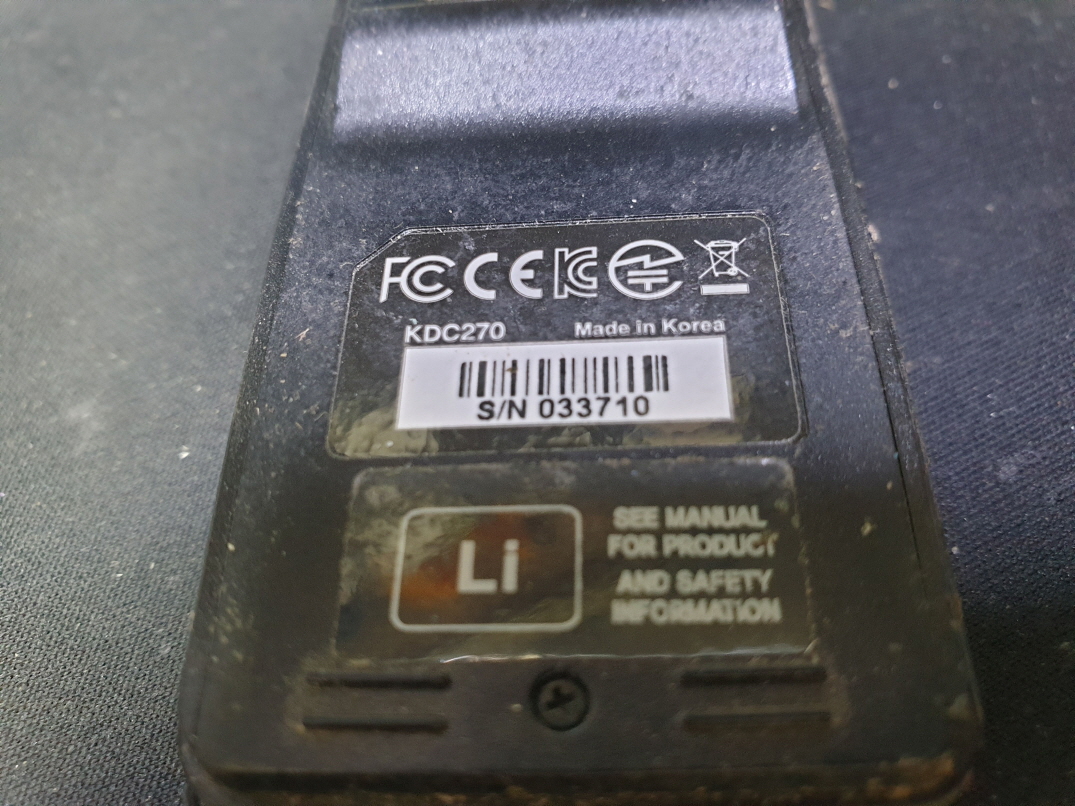 FC CE KC
KDC270 Made in Korea
S/N 033710
Li
SEE MANUAL
FOR PRODUCT
AND SAFETY
INFORMATION